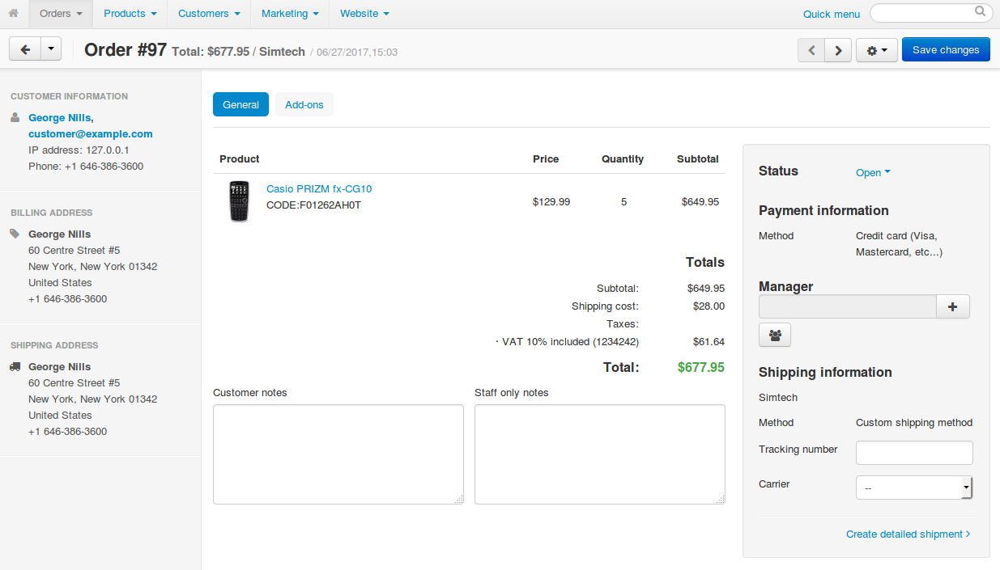 Orders Products Customers Marketing Website Quick menu
Order #97 Total: $677.95 / Simtech / 06/27/2017,15:03 Save changes
CUSTOMER INFORMATION
George Nills,
customer@example.com
IP address: 127.0.0.1
Phone: +1 646-386-3600
BILLING ADDRESS
George Nills
60 Centre Street #5
New York, New York 01342
United States
+1 646-386-3600
SHIPPING ADDRESS
George Nills
60 Centre Street #5
New York, New York 01342
United States
+1 646-386-3600
General Add-ons
Product Price Quantity Subtotal
Casio PRIZM fx-CG10
CODE:F01262AH0T
$129.99 5 $649.95
Totals
Subtotal: $649.95
Shipping cost: $28.00
Taxes:
· VAT 10% included (1234242) $61.64
Total: $677.95
Customer notes Staff only notes
Status Open
Payment information
Method Credit card (Visa,
Mastercard, etc...)
Manager
Shipping information
Simtech
Method Custom shipping method
Tracking number
Carrier --
Create detailed shipment